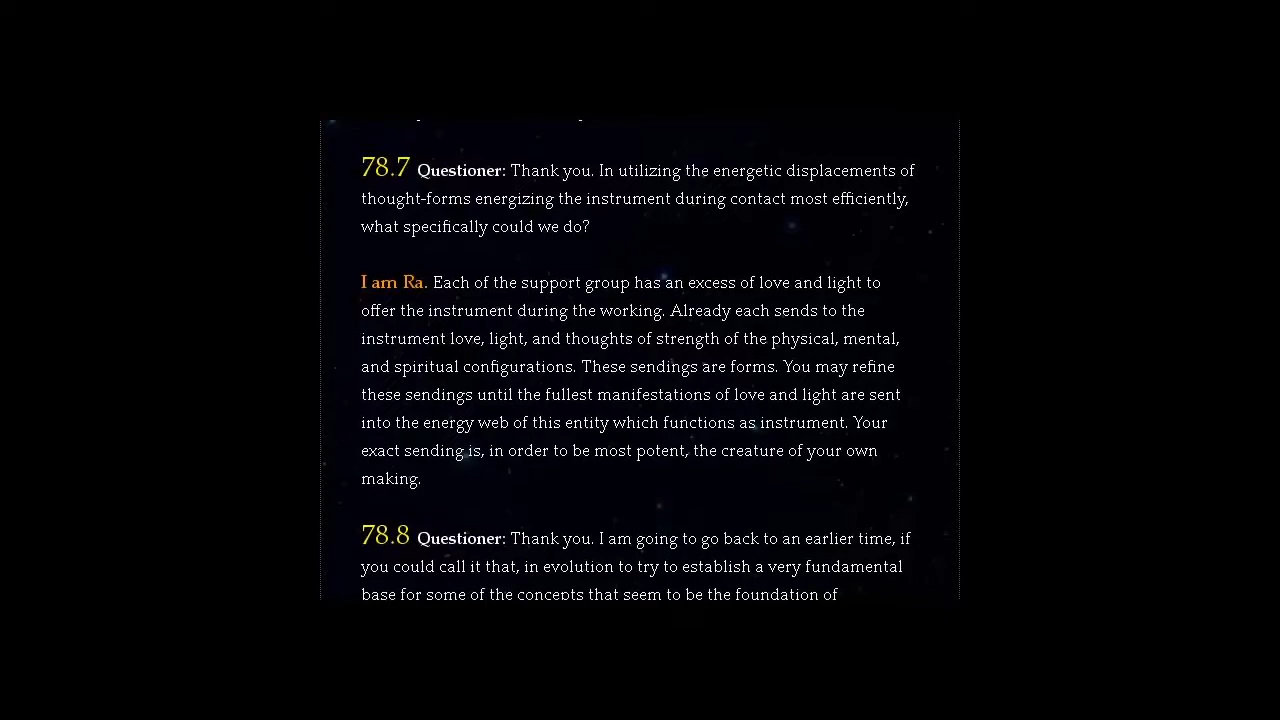 78.7 Questioner: Thank you. In utilizing the energetic displacements of
thought-forms energizing the instrument during contact most efficiently,
what specifically could we do?
I am Ra. Each of the support group has an excess of love and light to
offer the instrument during the working. Already each sends to the
instrument love, light, and thoughts of strength of the physical, mental,
and spiritual configurations. These sendings are forms. You may refine
these sendings until the fullest manifestations of love and light are sent
into the energy web of this entity which functions as instrument. Your
exact sending is, in order to be most potent, the creature of your own
making.
78.8 Questioner: Thank you. I am going to go back to an earlier time, if
you could call it that, in evolution to try to establish a very fundamental
base for some of the concepts that seem to be the foundation of